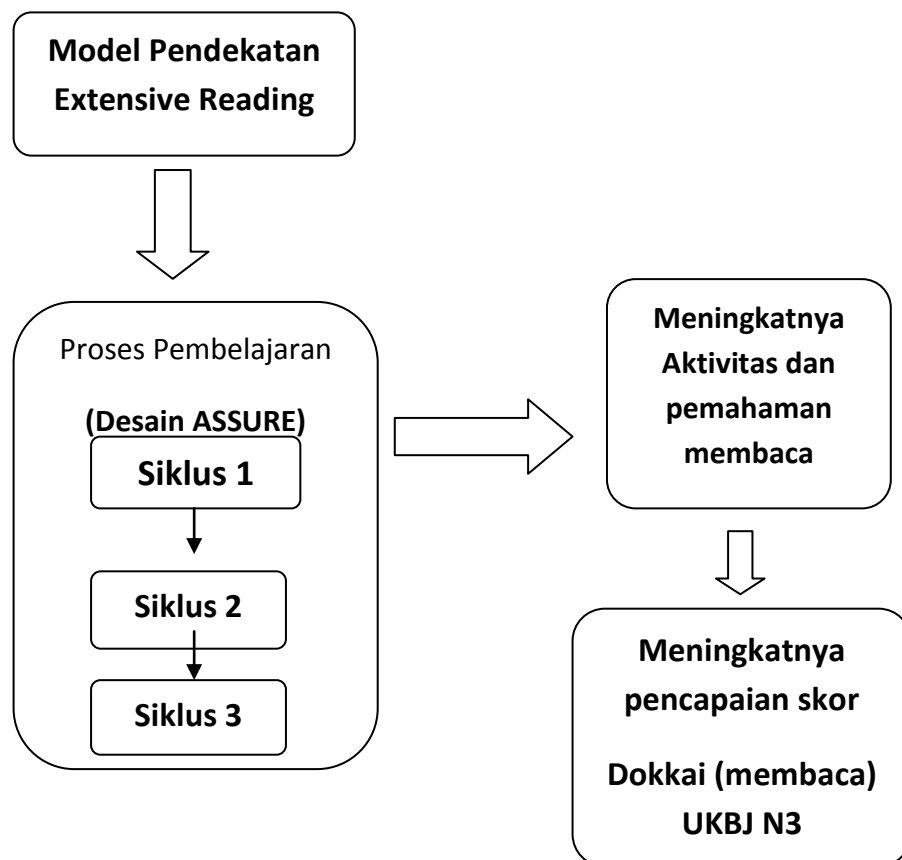 Model Pendekatan
Extensive Reading
Proses Pembelajaran
(Desain ASSURE)
Siklus 1
Siklus 2
Siklus 3
Meningkatnya
Aktivitas dan
pemahaman
membaca
Meningkatnya
pencapaian skor
Dokkai (membaca)
UKBJ N3